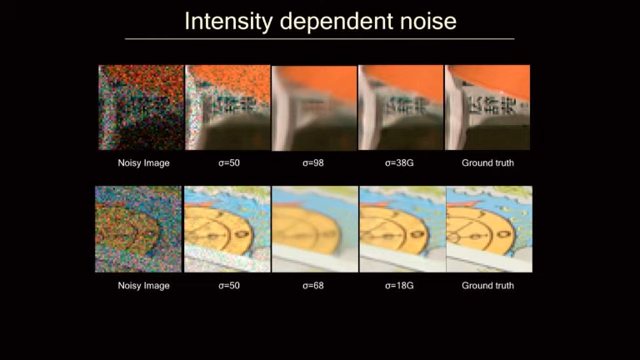 Intensity dependent noise
Noisy Image σ=50 σ=98 σ=38G Ground truth
Noisy Image σ=50 σ=68 σ=18G Ground truth